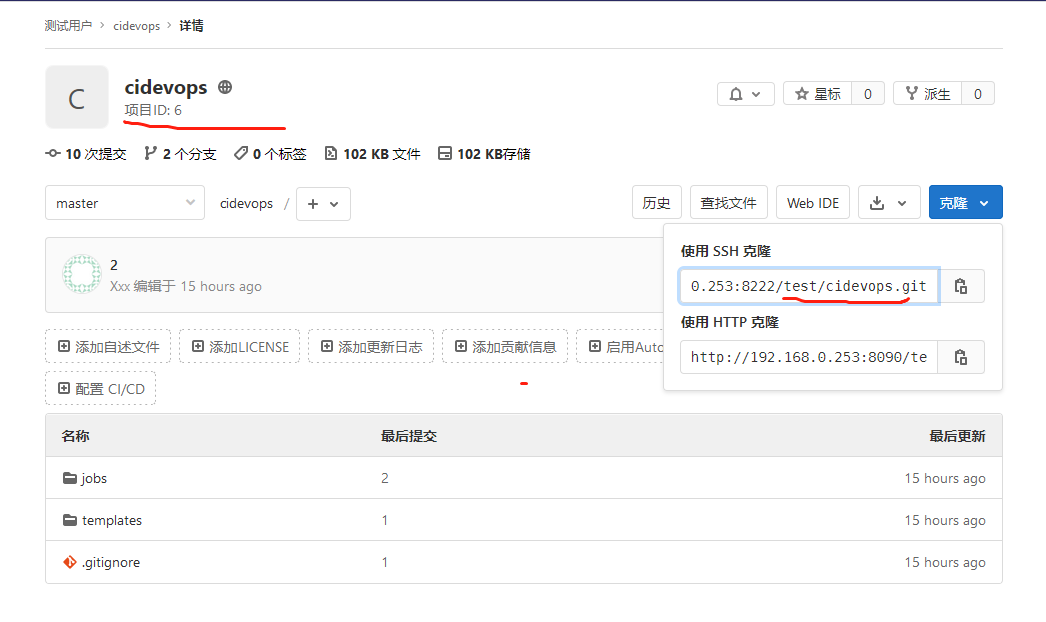 测试用户 > cidevops > 详情
C
cidevops
项目ID: 6
星标 0 派生 0
10 次提交 2 个分支 0 个标签 102 KB 文件 102 KB存储
master cidevops / + 历史 查找文件 Web IDE 克隆
使用 SSH 克隆
0.253:8222/test/cidevops.git
使用 HTTP 克隆
http://192.168.0.253:8090/te
2
Xxx 编辑于 15 hours ago
添加自述文件 添加LICENSE 添加更新日志 添加贡献信息 启用Auto
配置 CI/CD
名称 最后提交 最后更新
jobs 2 15 hours ago
templates 1 15 hours ago
.gitignore 1 15 hours ago